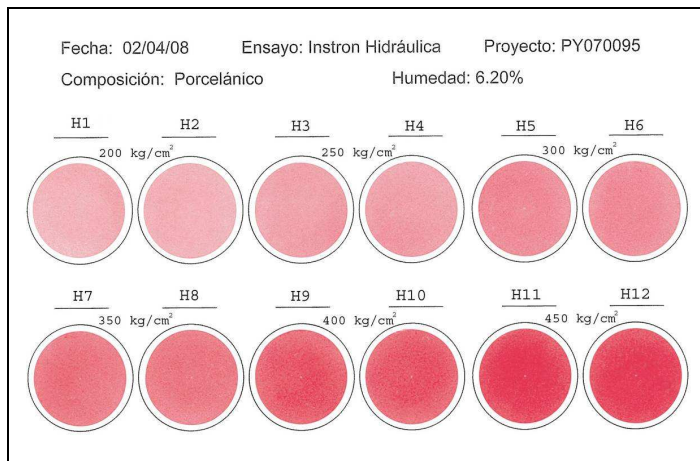 Fecha: 02/04/08 Ensayo: Instron Hidráulica Proyecto: PY070095
Composición: Porcelánico Humedad: 6.20%
H1 H2 H3 H4 H5 H6
200 kg/cm² 250 kg/cm² 300 kg/cm²
H7 H8 H9 H10 H11 H12
350 kg/cm² 400 kg/cm² 450 kg/cm²